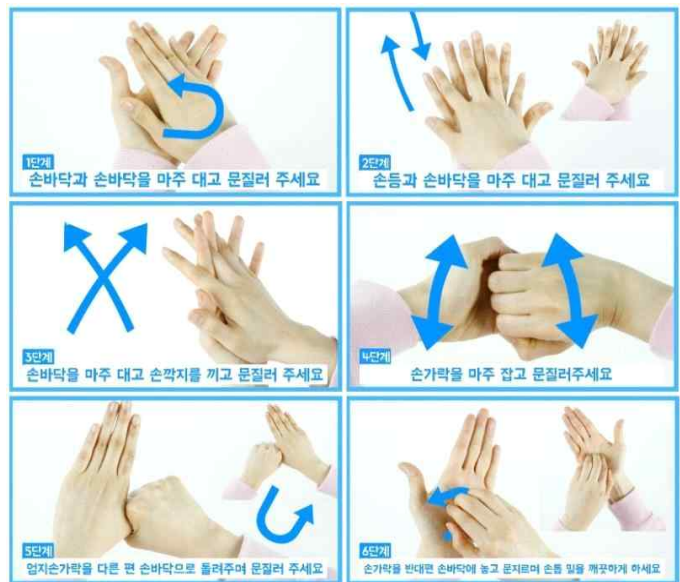 1단계
손바닥과 손바닥을 마주 대고 문질러 주세요
2단계
손등과 손바닥을 마주 대고 문질러 주세요
3단계
손바닥을 마주 대고 손깍지를 끼고 문질러 주세요
4단계
손가락을 마주 잡고 문질러주세요
5단계
엄지손가락을 다른 편 손바닥으로 돌려주며 문질러 주세요
6단계
손가락을 반대편 손바닥에 놓고 문지르며 손톱 밑을 깨끗하게 하세요